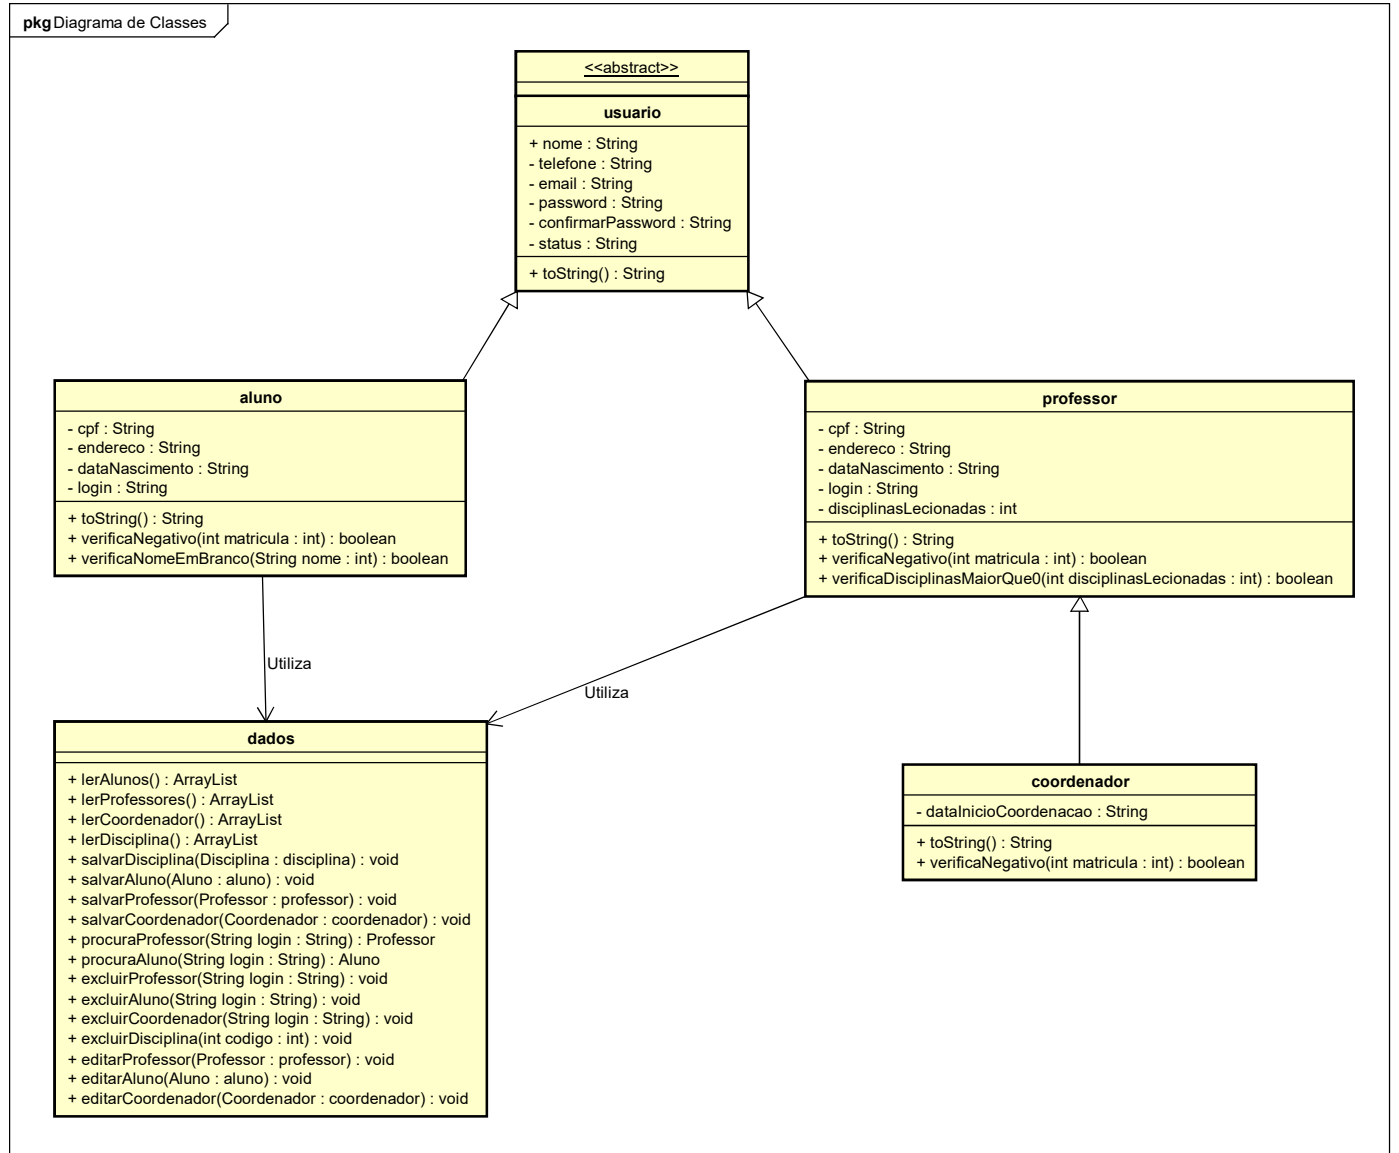 pkg Diagrama de Classes
<<abstract>>
usuario
+ nome : String
- telefone : String
- email : String
- password : String
- confirmarPassword : String
- status : String
+ toString() : String
aluno
- cpf : String
- endereco : String
- dataNascimento : String
- login : String
+ toString() : String
+ verificaNegativo(int matricula : int) : boolean
+ verificaNomeEmBranco(String nome : int) : boolean
professor
- cpf : String
- endereco : String
- dataNascimento : String
- login : String
- disciplinasLecionadas : int
+ toString() : String
+ verificaNegativo(int matricula : int) : boolean
+ verificaDisciplinasMaiorQue0(int disciplinasLecionadas : int) : boolean
Utiliza
Utiliza
dados
+ lerAlunos() : ArrayList
+ lerProfessores() : ArrayList
+ lerCoordenador() : ArrayList
+ lerDisciplina() : ArrayList
+ salvarDisciplina(Disciplina : disciplina) : void
+ salvarAluno(Aluno : aluno) : void
+ salvarProfessor(Professor : professor) : void
+ salvarCoordenador(Coordenador : coordenador) : void
+ procuraProfessor(String login : String) : Professor
+ procuraAluno(String login : String) : Aluno
+ excluirProfessor(String login : String) : void
+ excluirAluno(String login : String) : void
+ excluirCoordenador(String login : String) : void
+ excluirDisciplina(int codigo : int) : void
+ editarProfessor(Professor : professor) : void
+ editarAluno(Aluno : aluno) : void
+ editarCoordenador(Coordenador : coordenador) : void
coordenador
- dataInicioCoordenacao : String
+ toString() : String
+ verificaNegativo(int matricula : int) : boolean